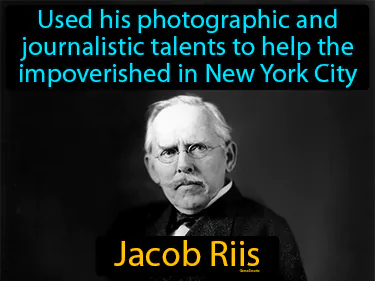 Used his photographic and
journalistic talents to help the
impoverished in New York City
Jacob Riis